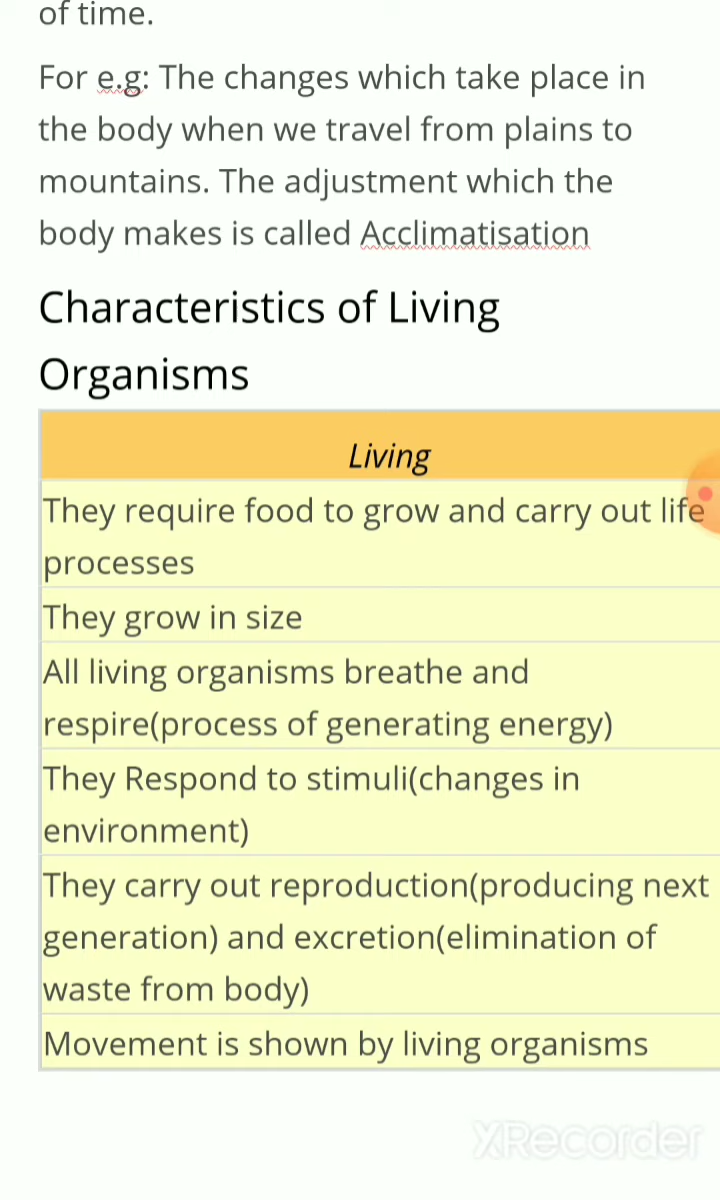 of time.
For e.g: The changes which take place in
the body when we travel from plains to
mountains. The adjustment which the
body makes is called Acclimatisation
Characteristics of Living
Organisms
Living
They require food to grow and carry out life
processes
They grow in size
All living organisms breathe and
respire(process of generating energy)
They Respond to stimuli(changes in
environment)
They carry out reproduction(producing next
generation) and excretion(elimination of
waste from body)
Movement is shown by living organisms
XRecorder